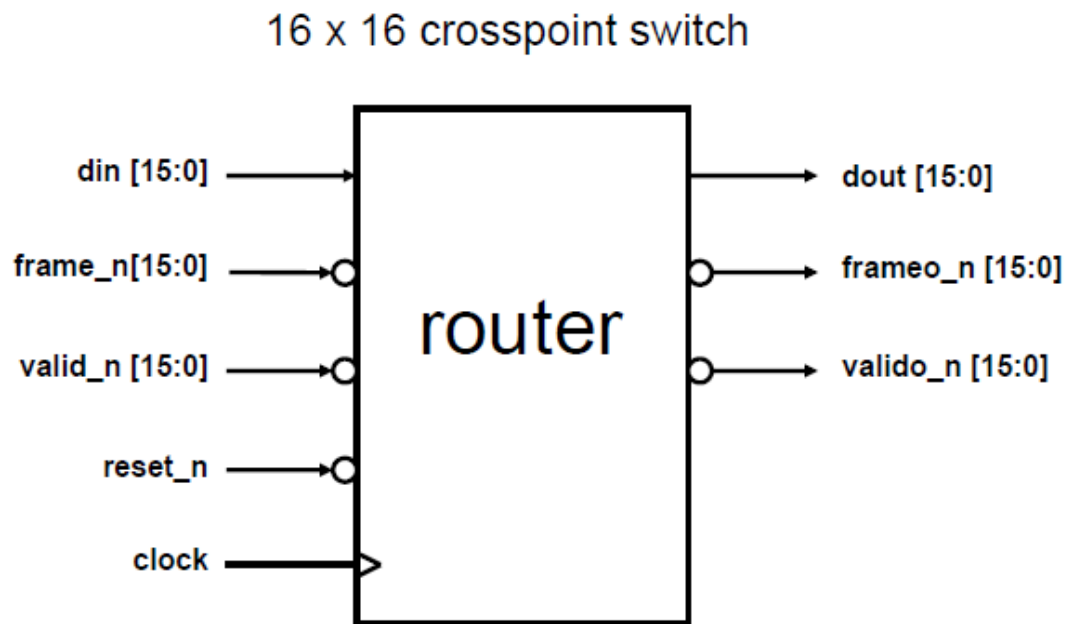 16 x 16 crosspoint switch
din [15:0]
frame_n[15:0]
valid_n [15:0]
reset_n
clock
router
dout [15:0]
frameo_n [15:0]
valido_n [15:0]